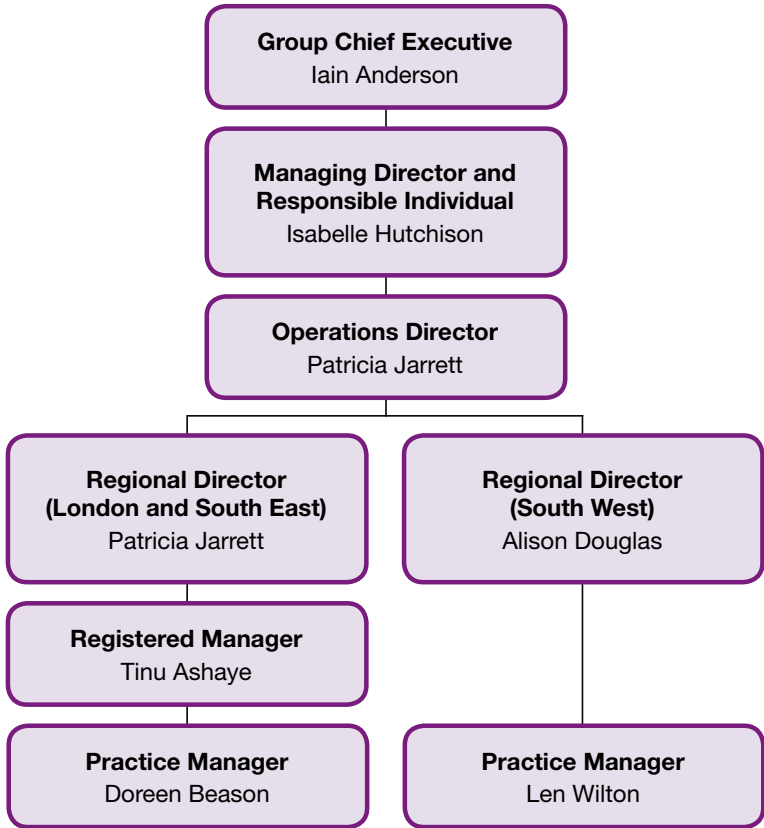 Group Chief Executive
Iain Anderson
Managing Director and
Responsible Individual
Isabelle Hutchison
Operations Director
Patricia Jarrett
Regional Director
(London and South East)
Patricia Jarrett
Regional Director
(South West)
Alison Douglas
Registered Manager
Tinu Ashaye
Practice Manager
Doreen Beason
Practice Manager
Len Wilton